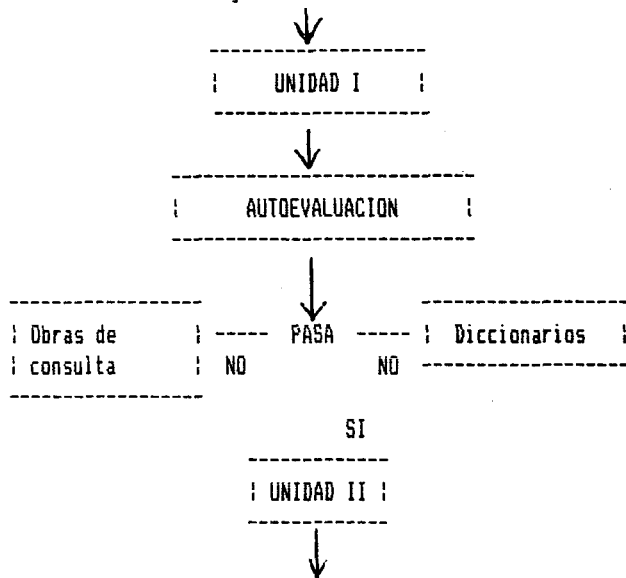 UNIDAD I
AUTOEVALUACION
Obras de ----- PASA ----- Diccionarios
consulta NO NO
SI
UNIDAD II